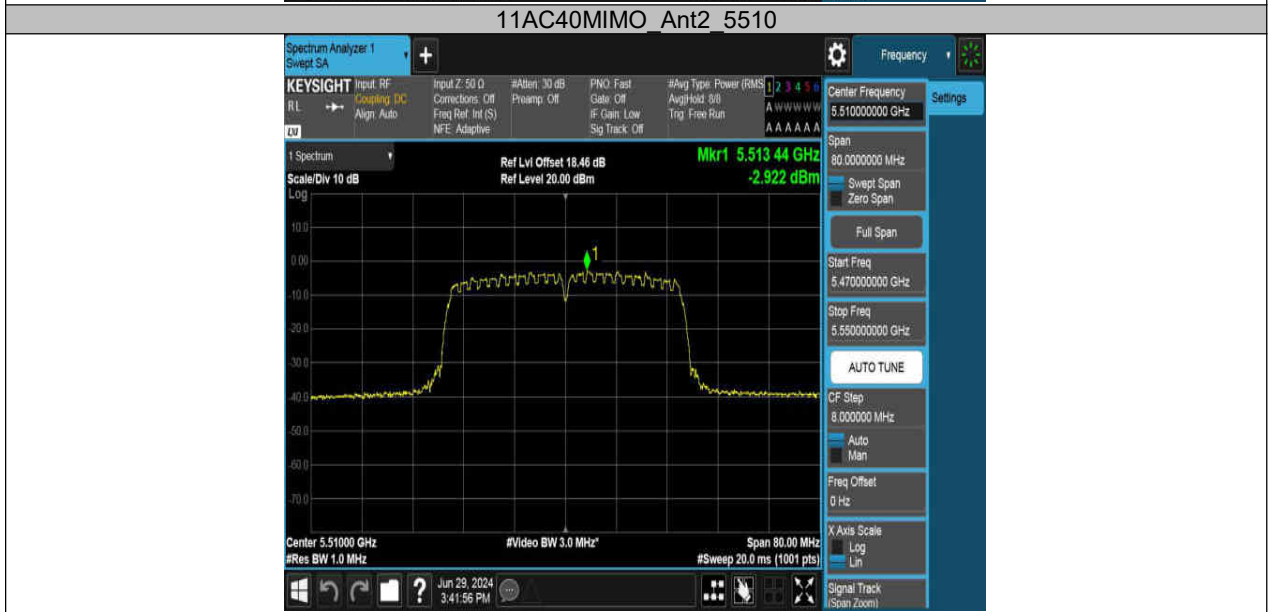 11AC40MIMO_Ant2_5510
Spectrum Analyzer 1
Swept SA
+
Frequency
KEYSIGHT
RL
LXI
Input: RF
Coupling: DC
Align: Auto
Input Z: 50 Ω
Corrections: Off
Freq Ref: Int (S)
NFE: Adaptive
#Atten: 30 dB
Preamp: Off
PNO: Fast
Gate: Off
IF Gain: Low
Sig Track: Off
#Avg Type: Power (RMS
Avg|Hold: 8/8
Trig: Free Run
1 2 3 4 5 6
A W W W W W
A A A A A A
1 Spectrum
Scale/Div 10 dB
Ref Lvl Offset 18.46 dB
Ref Level 20.00 dBm
Mkr1 5.513 44 GHz
-2.922 dBm
Log
10.0
0.00
-10.0
-20.0
-30.0
-40.0
-50.0
-60.0
-70.0
1
Center 5.51000 GHz
#Res BW 1.0 MHz
#Video BW 3.0 MHz*
Span 80.00 MHz
#Sweep 20.0 ms (1001 pts)
Jun 29, 2024
3:41:56 PM
?
Center Frequency
5.510000000 GHz
Settings
Span
80.0000000 MHz
Swept Span
Zero Span
Full Span
Start Freq
5.470000000 GHz
Stop Freq
5.550000000 GHz
AUTO TUNE
CF Step
8.000000 MHz
Auto
Man
Freq Offset
0 Hz
X Axis Scale
Log
Lin
Signal Track
(Span Zoom)